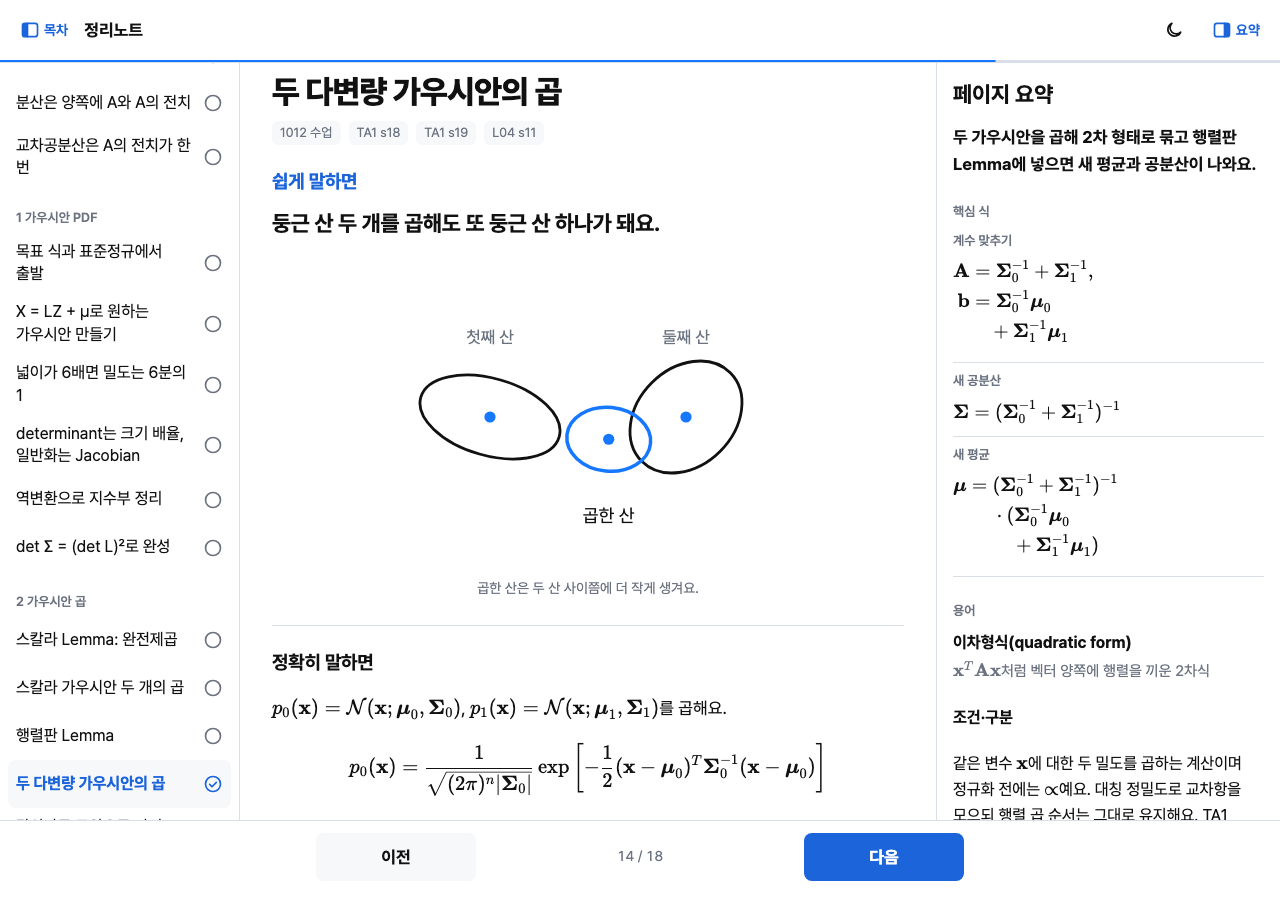 목차
정리노트
요약
분산은 양쪽에 A와 A의 전치
교차공분산은 A의 전치가 한
번
1 가우시안 PDF
목표 식과 표준정규에서
출발
X = LZ + μ로 원하는
가우시안 만들기
넓이가 6배면 밀도는 6분의
1
determinant는 크기 배율,
일반화는 Jacobian
역변환으로 지수부 정리
det Σ = (det L)²로 완성
2 가우시안 곱
스칼라 Lemma: 완전제곱
스칼라 가우시안 두 개의 곱
행렬판 Lemma
두 다변량 가우시안의 곱
두 다변량 가우시안의 곱
1012 수업
TA1 s18
TA1 s19
L04 s11
쉽게 말하면
둥근 산 두 개를 곱해도 또 둥근 산 하나가 돼요.
첫째 산
둘째 산
곱한 산
곱한 산은 두 산 사이쯤에 더 작게 생겨요.
정확히 말하면
p₀(𝐱) = 𝒩(𝐱; 𝛍₀, 𝚺₀), p₁(𝐱) = 𝒩(𝐱; 𝛍₁, 𝚺₁)를 곱해요.
p₀(𝐱) = 1/√((2π)ⁿ|𝚺₀|) exp[−1/2(𝐱 − 𝛍₀)ᵀ𝚺₀⁻¹(𝐱 − 𝛍₀)]
페이지 요약
두 가우시안을 곱해 2차 형태로 묶고 행렬판
Lemma에 넣으면 새 평균과 공분산이 나와요.
핵심 식
계수 맞추기
𝐀 = 𝚺₀⁻¹ + 𝚺₁⁻¹,
𝐛 = 𝚺₀⁻¹𝛍₀
+ 𝚺₁⁻¹𝛍₁
새 공분산
𝚺 = (𝚺₀⁻¹ + 𝚺₁⁻¹)⁻¹
새 평균
𝛍 = (𝚺₀⁻¹ + 𝚺₁⁻¹)⁻¹
· (𝚺₀⁻¹𝛍₀
+ 𝚺₁⁻¹𝛍₁)
용어
이차형식(quadratic form)
𝐱ᵀ𝐀𝐱처럼 벡터 양쪽에 행렬을 끼운 2차식
조건·구분
같은 변수 𝐱에 대한 두 밀도를 곱하는 계산이며
정규화 전에는 ∝예요. 대칭 정밀도로 교차항을
모으되 행렬 곱 순서는 그대로 유지해요. TA1
이전
14 / 18
다음